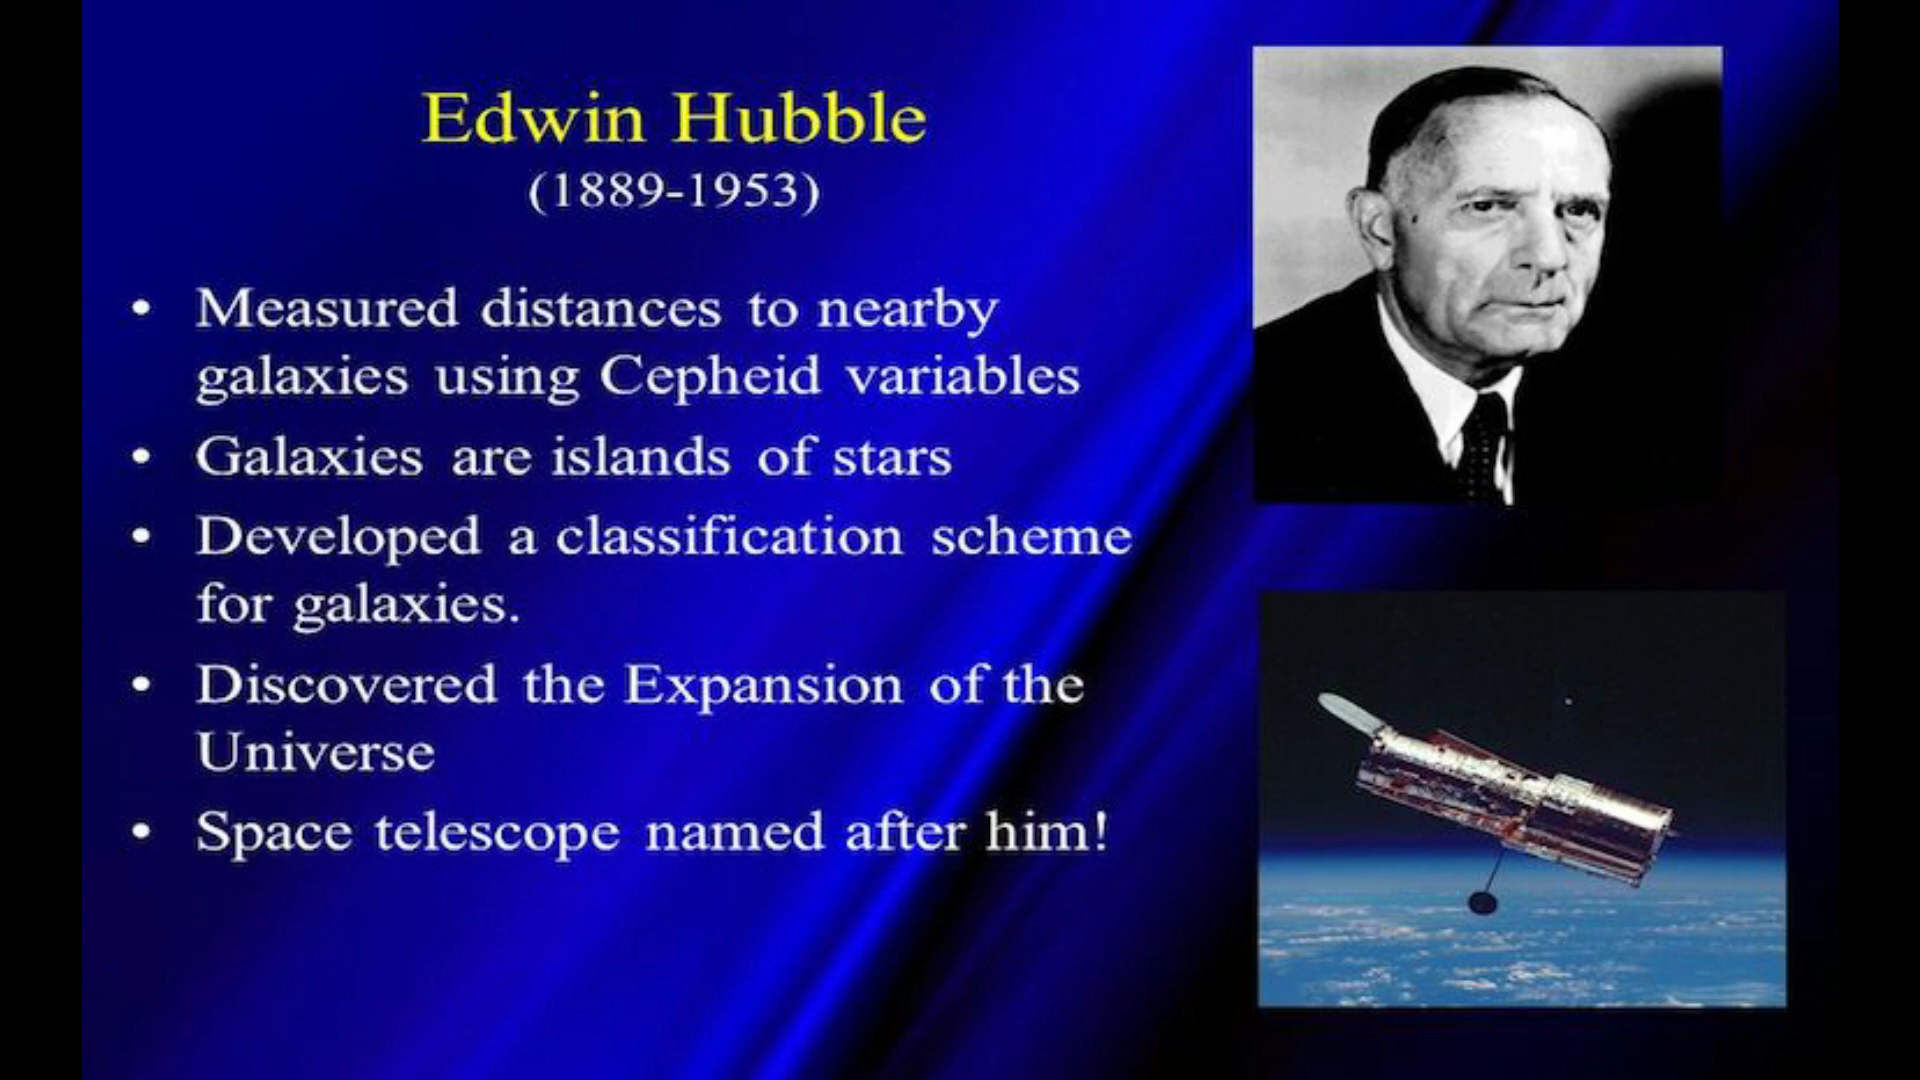 Edwin Hubble
(1889-1953)
• Measured distances to nearby
galaxies using Cepheid variables
• Galaxies are islands of stars
• Developed a classification scheme
for galaxies.
• Discovered the Expansion of the
Universe
• Space telescope named after him!